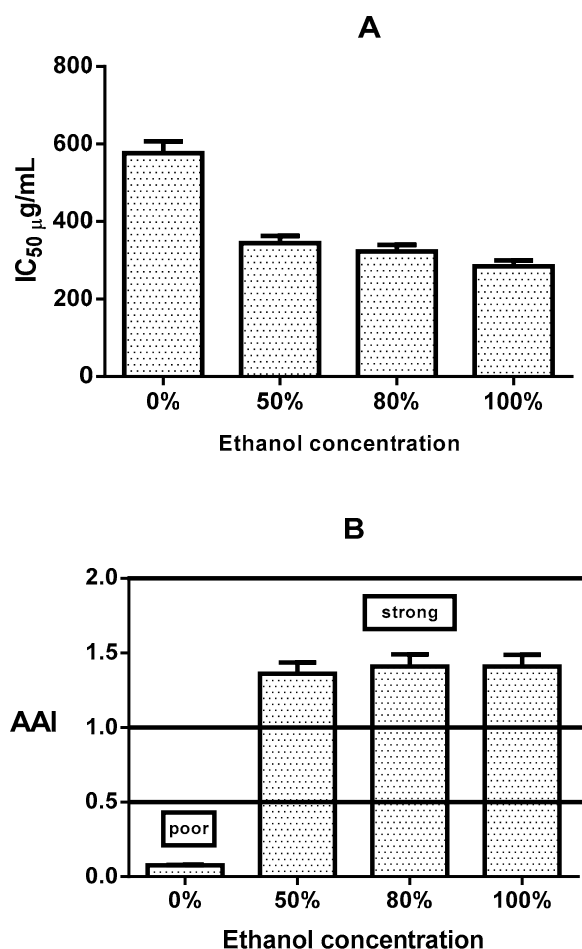 A
800
600
400
200
0
IC50 μg/mL
0% 50% 80% 100%
Ethanol concentration
B
2.0
strong
1.5
AAI
1.0
0.5
poor
0.0
0% 50% 80% 100%
Ethanol concentration